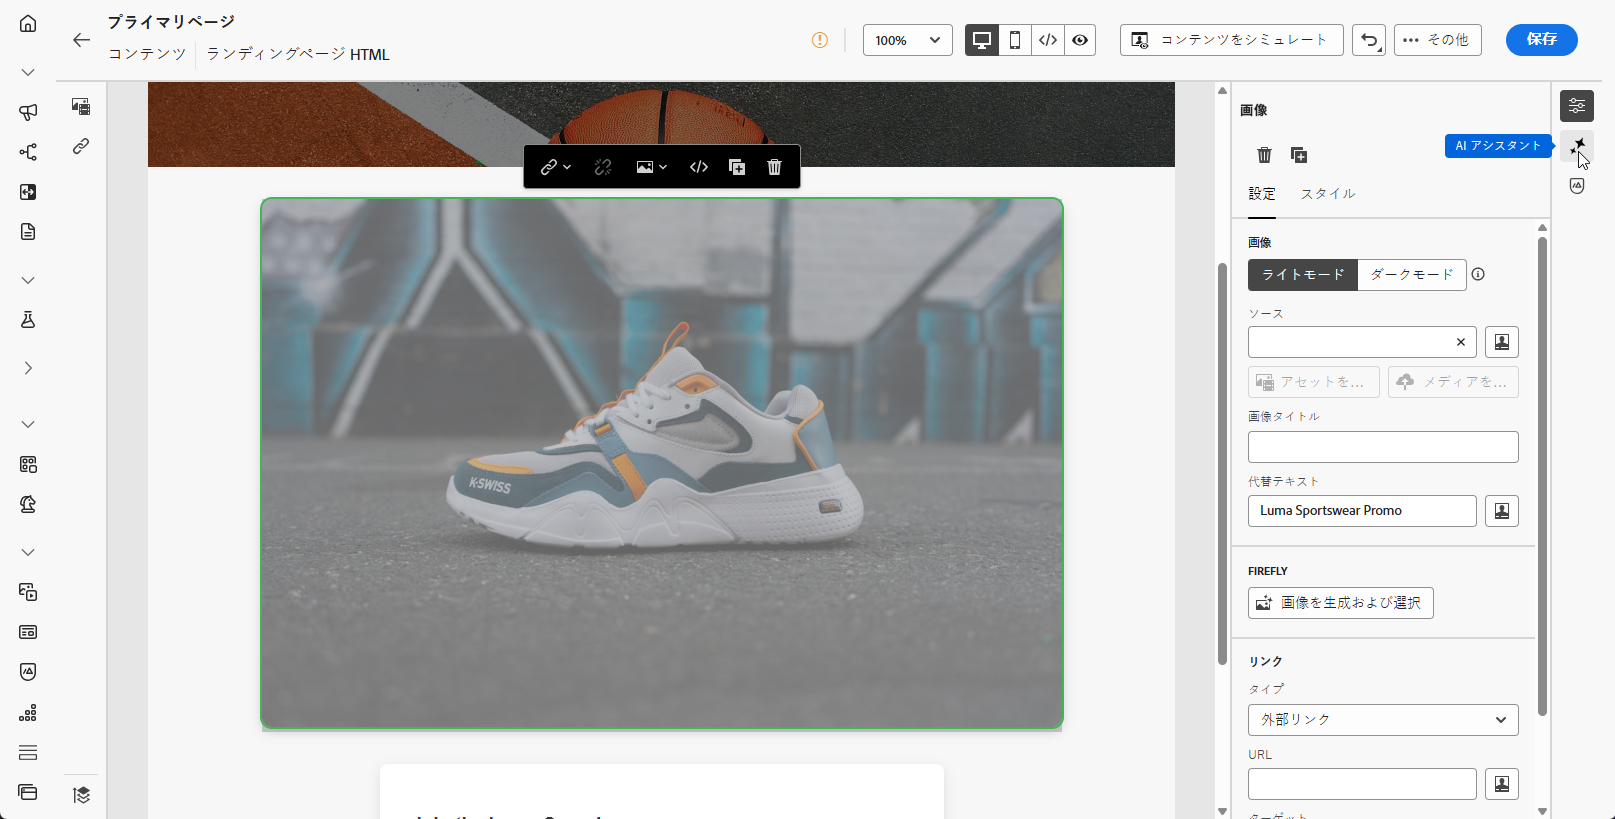 プライマリページ
コンテンツ ランディングページ HTML
100%
コンテンツをシミュレート
その他
保存
画像
AI アシスタント
設定 スタイル
画像
ライトモード ダークモード
ソース
アセットを... メディアを...
画像タイトル
代替テキスト
Luma Sportswear Promo
FIREFLY
画像を生成および選択
リンク
タイプ
外部リンク
URL
ターゲット
K·SWISS